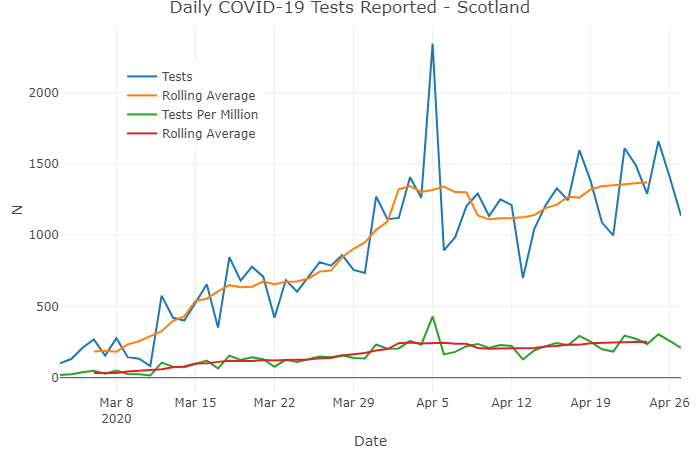 Daily COVID-19 Tests Reported - Scotland
Tests
Rolling Average
Tests Per Million
Rolling Average
2000
1500
1000
500
0
N
Mar 8
2020
Mar 15
Mar 22
Mar 29
Apr 5
Apr 12
Apr 19
Apr 26
Date